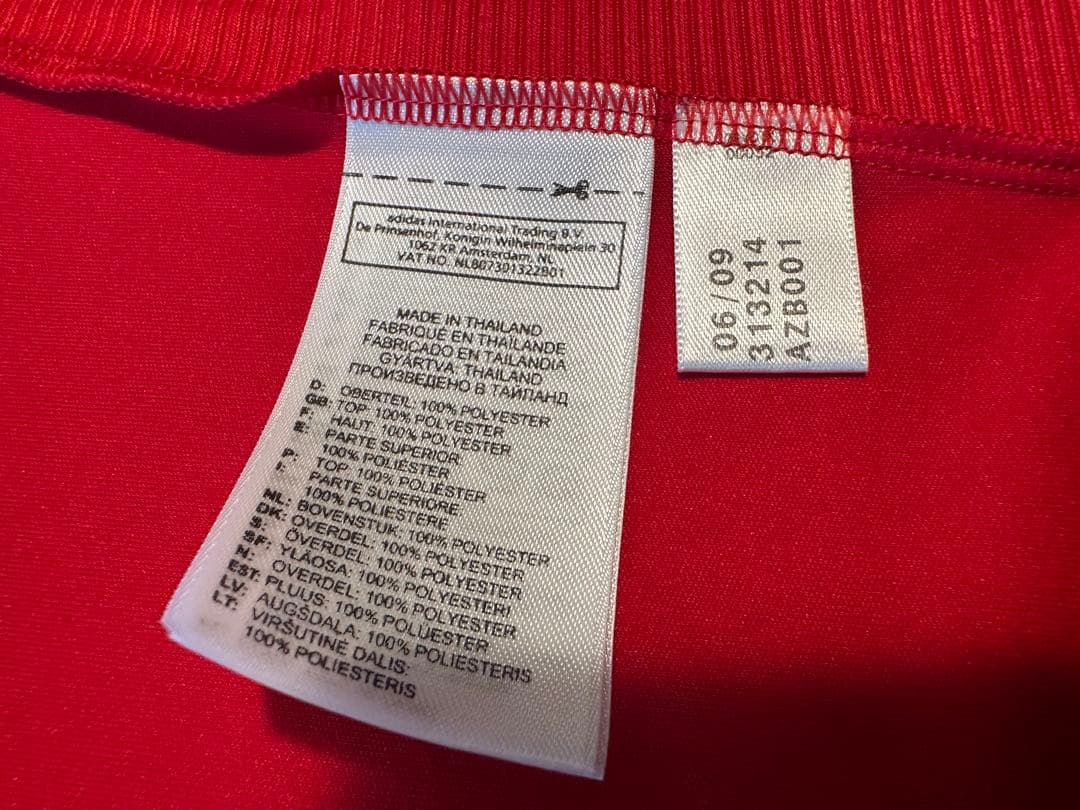 adidas International Trading B.V.
De Prinsenhof, Konigin Wilhelminaplein 30
1062 KR Amsterdam, NL
VAT NO. NL807301322B01
MADE IN THAILAND
FABRIQUÉ EN THAÏLANDE
FABRICADO EN TAILANDIA
GYÁRTVA: THAILAND
ПРОИЗВЕДЕНО В ТАЙЛАНД
D: OBERTEIL: 100% POLYESTER
GB: TOP: 100% POLYESTER
F: HAUT: 100% POLYESTER
E: PARTE SUPERIOR:
100% POLIÉSTER
P: TOP: 100% POLIÉSTER
I: PARTE SUPERIORE:
100% POLIESTERE
NL: BOVENSTUK: 100% POLYESTER
DK: OVERDEL: 100% POLYESTER
S: ÖVERDEL: 100% POLYESTER
SF: YLÄOSA: 100% POLYESTERI
N: OVERDEL: 100% POLYESTER
EST: PLUUS: 100% POLÜESTER
LV: AUGŠDAĻA: 100% POLIESTERIS
LT: VIRŠUTINĖ DALIS:
100% POLIESTERIS
06/09
313214
AZB001